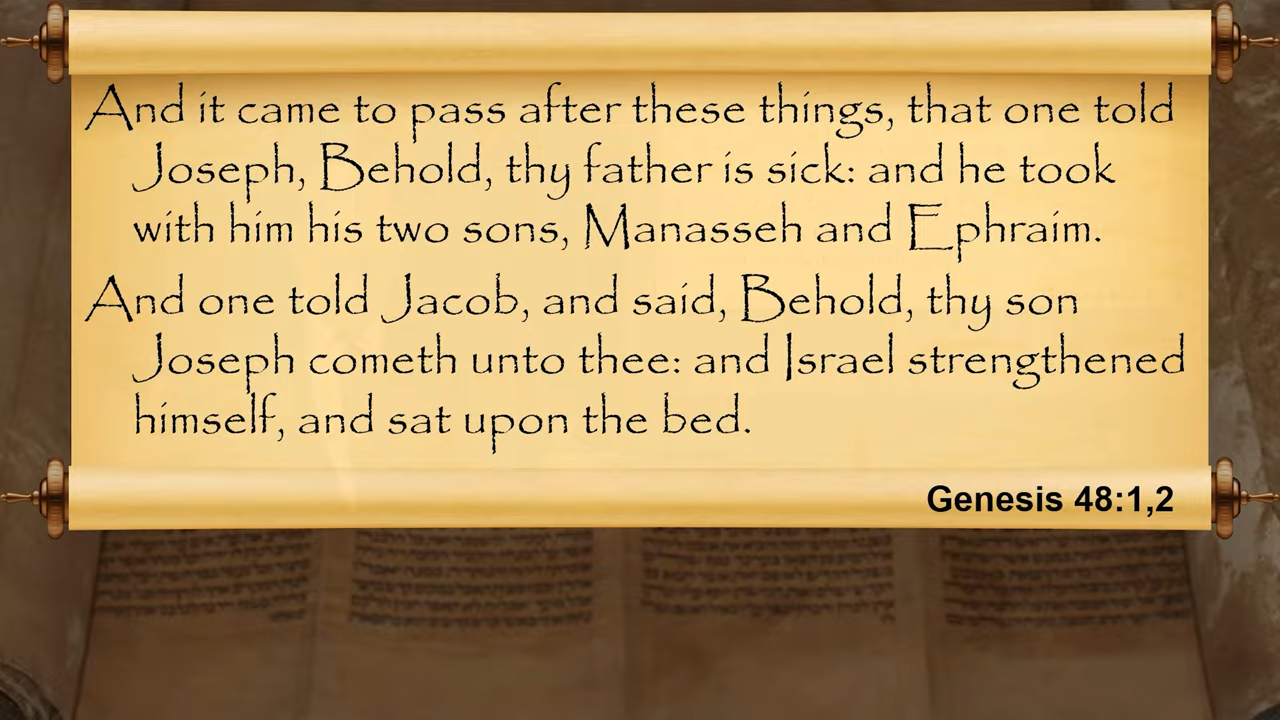 And it came to pass after these things, that one told
Joseph, Behold, thy father is sick: and he took
with him his two sons, Manasseh and Ephraim.
And one told Jacob, and said, Behold, thy son
Joseph cometh unto thee: and Israel strengthened
himself, and sat upon the bed.
Genesis 48:1,2